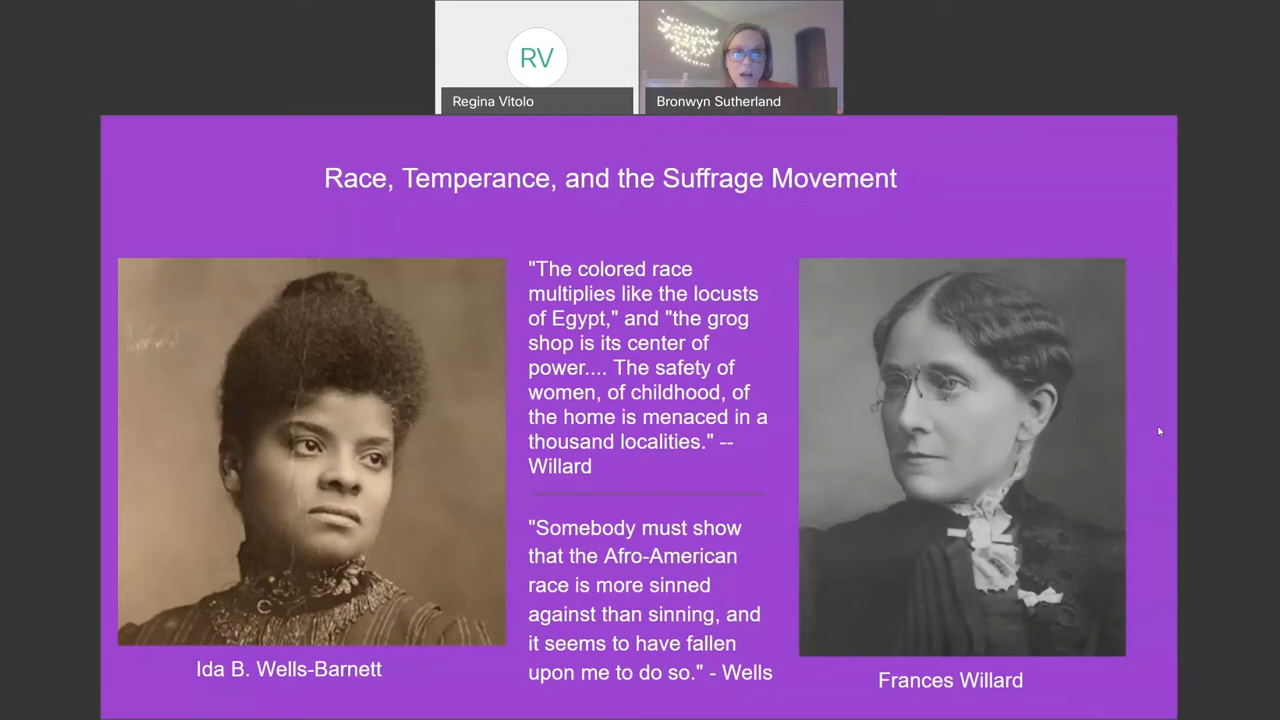 RV
Regina Vitolo
Bronwyn Sutherland
Race, Temperance, and the Suffrage Movement
"The colored race
multiplies like the locusts
of Egypt," and "the grog
shop is its center of
power.... The safety of
women, of childhood, of
the home is menaced in a
thousand localities." --
Willard
"Somebody must show
that the Afro-American
race is more sinned
against than sinning, and
it seems to have fallen
upon me to do so." - Wells
Ida B. Wells-Barnett
Frances Willard